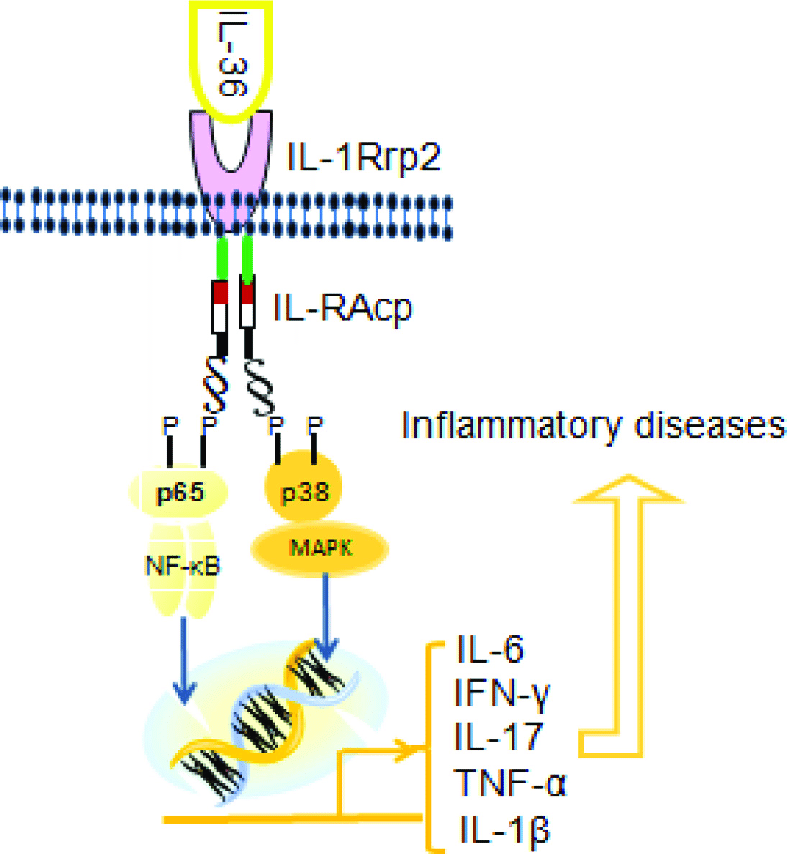 IL-36
IL-1Rrp2
IL-RAcp
P P P P
Inflammatory diseases
p65
p38
MAPK
NF-κB
IL-6
IFN-γ
IL-17
TNF-α
IL-1β